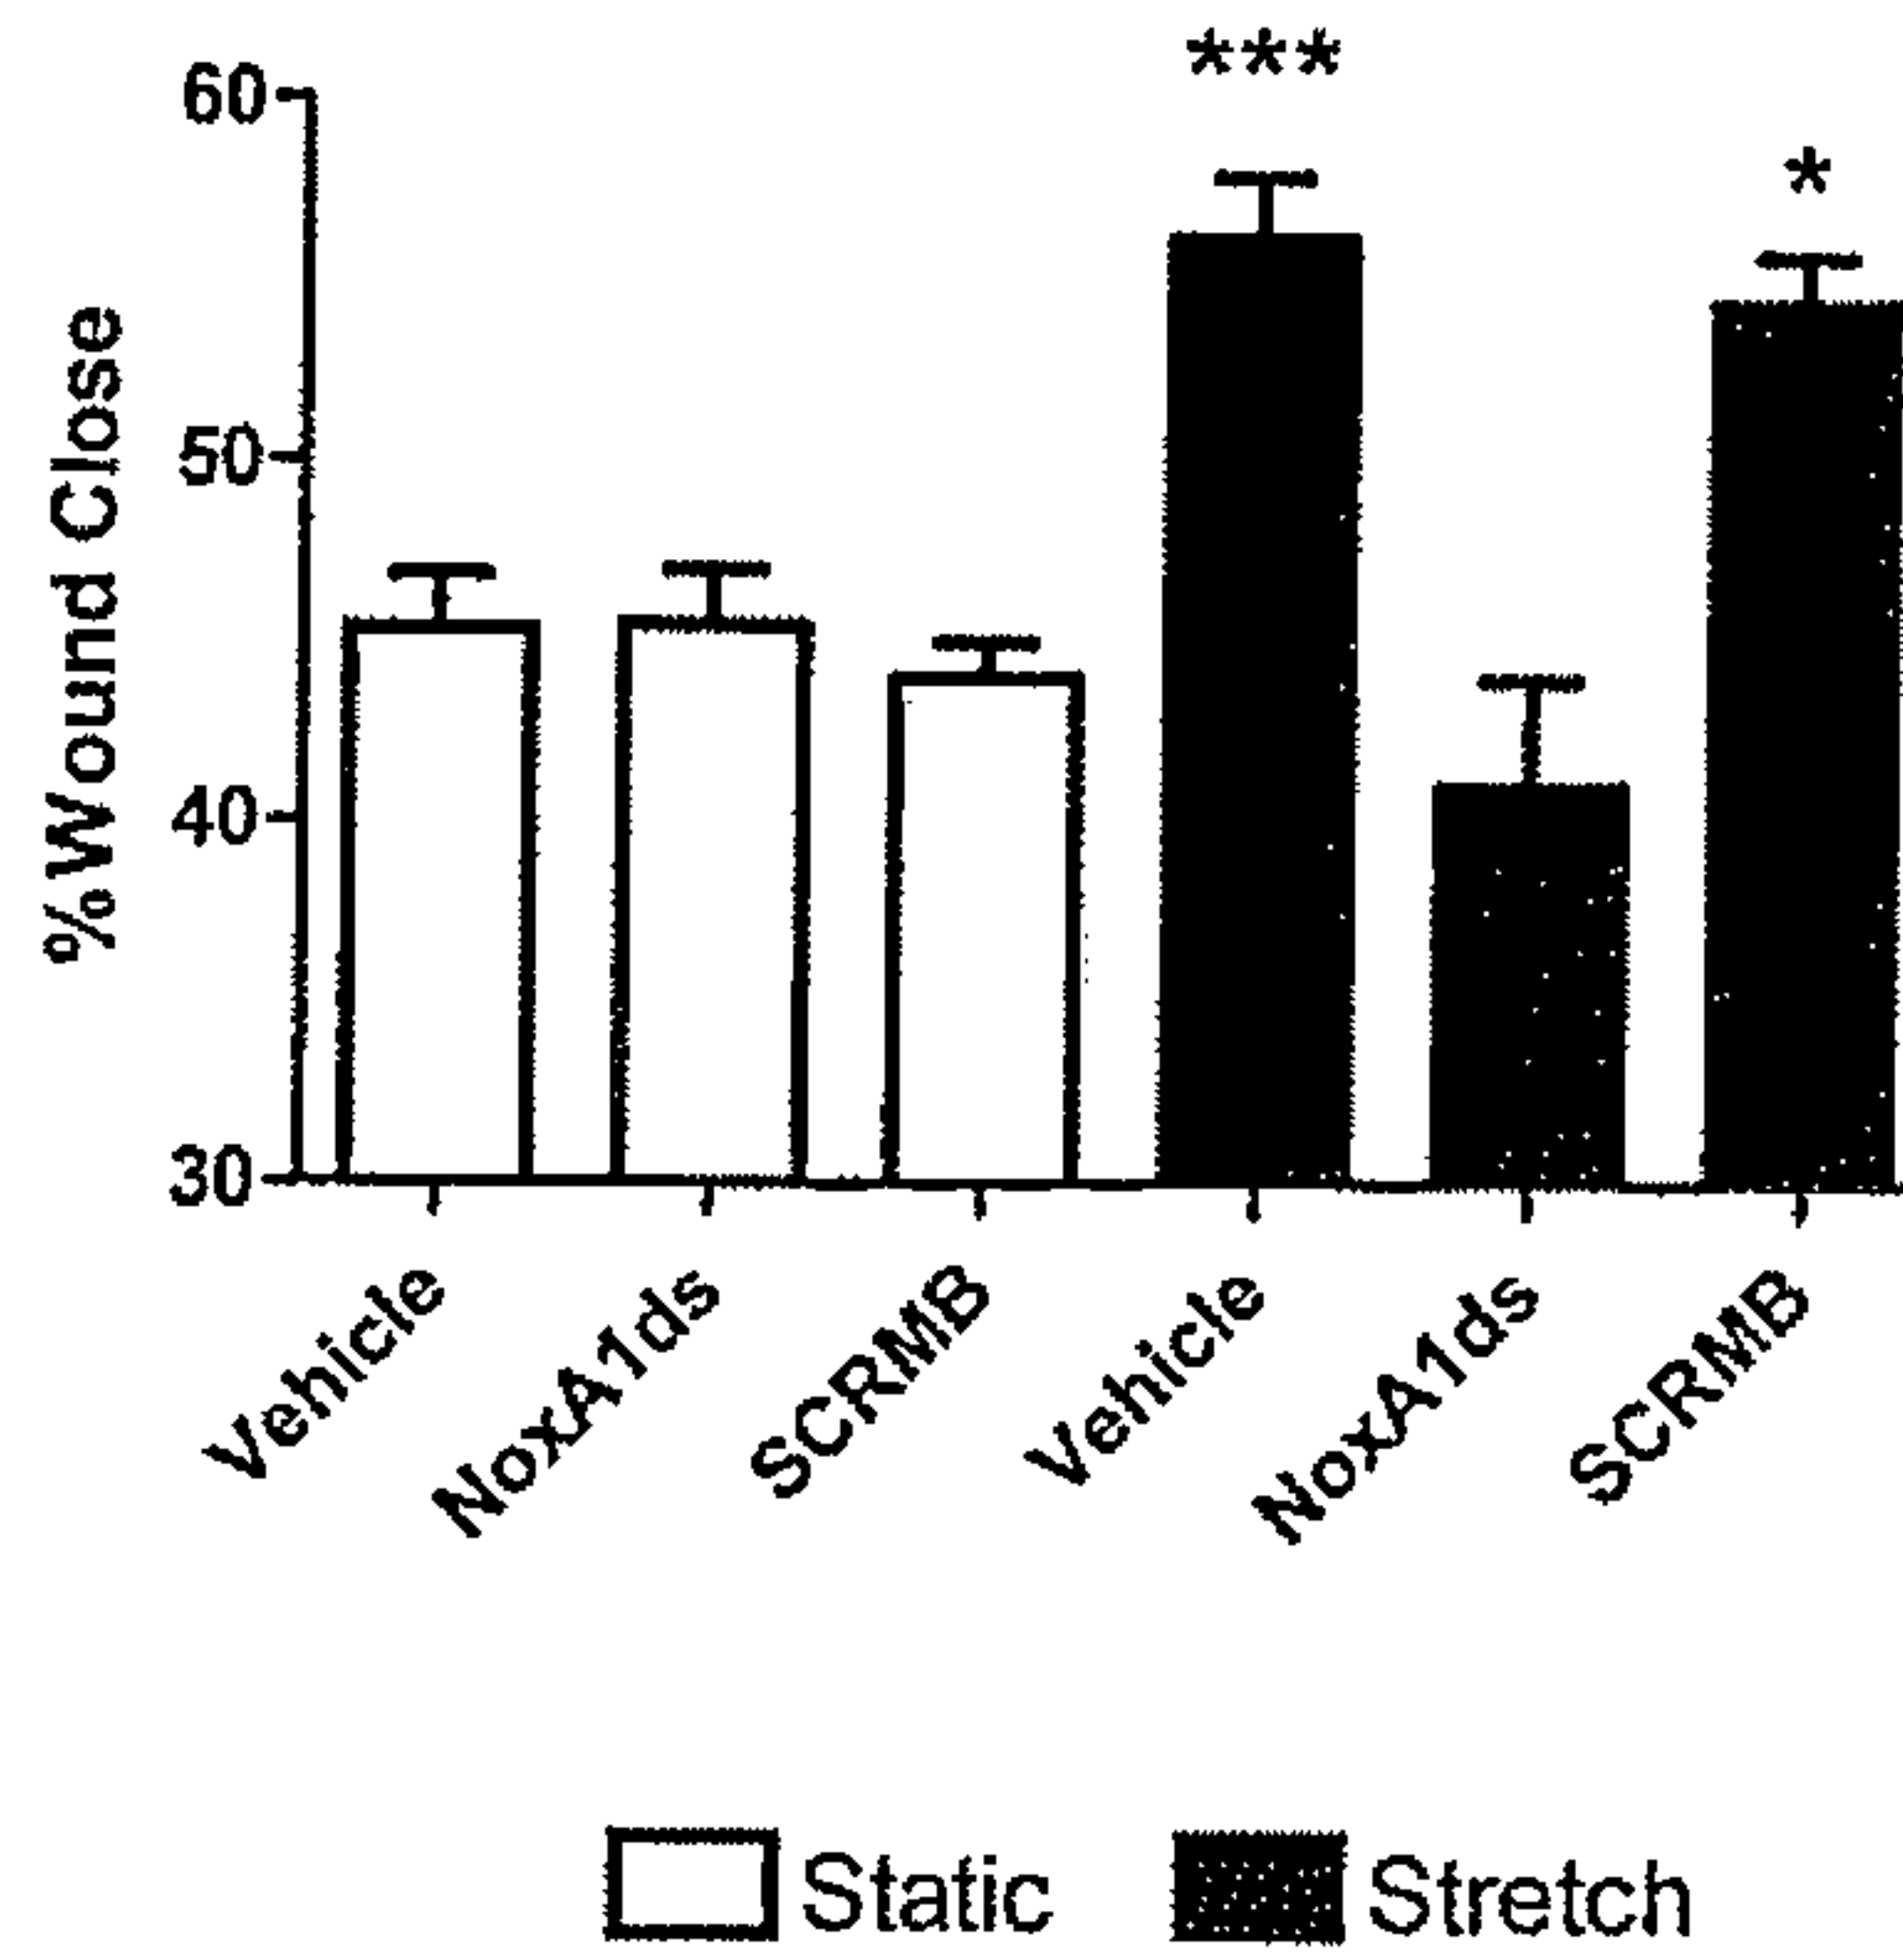 ***
*
60
50
40
30
%Wound Close
Vehicle
NoxA1ds
SCRMB
Vehicle
NoxA1ds
SCRMB
Static
Stretch